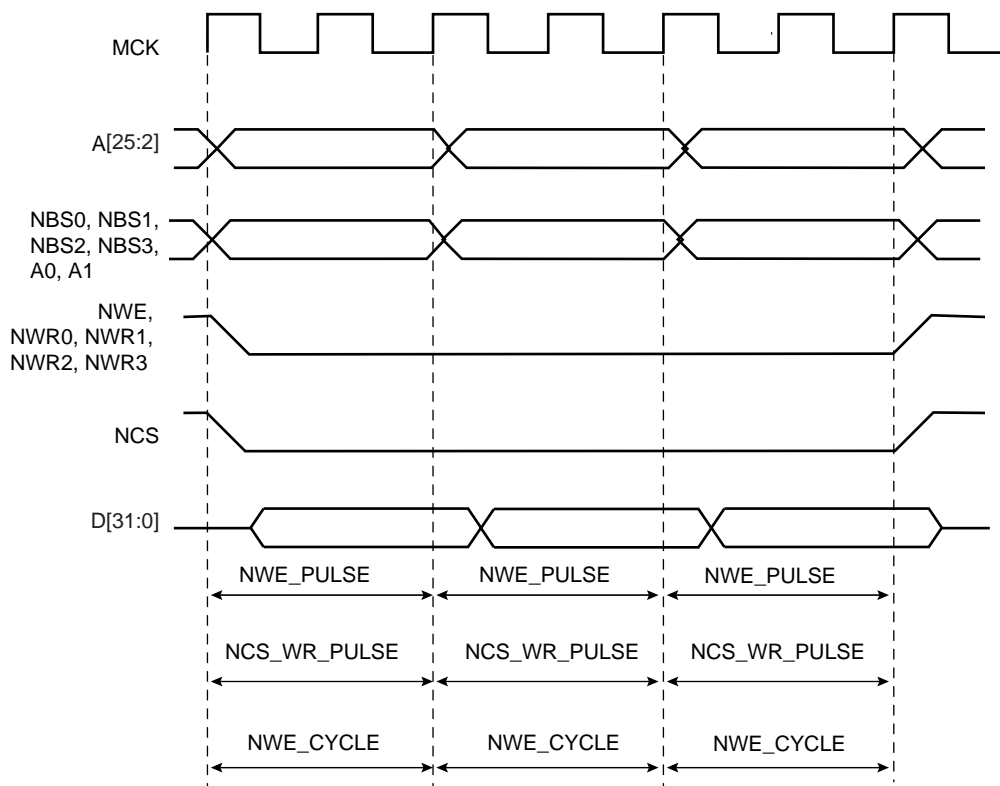 MCK
A[25:2]
NBS0, NBS1,
NBS2, NBS3,
A0, A1
NWE,
NWR0, NWR1,
NWR2, NWR3
NCS
D[31:0]
NWE_PULSE NWE_PULSE NWE_PULSE
NCS_WR_PULSE NCS_WR_PULSE NCS_WR_PULSE
NWE_CYCLE NWE_CYCLE NWE_CYCLE